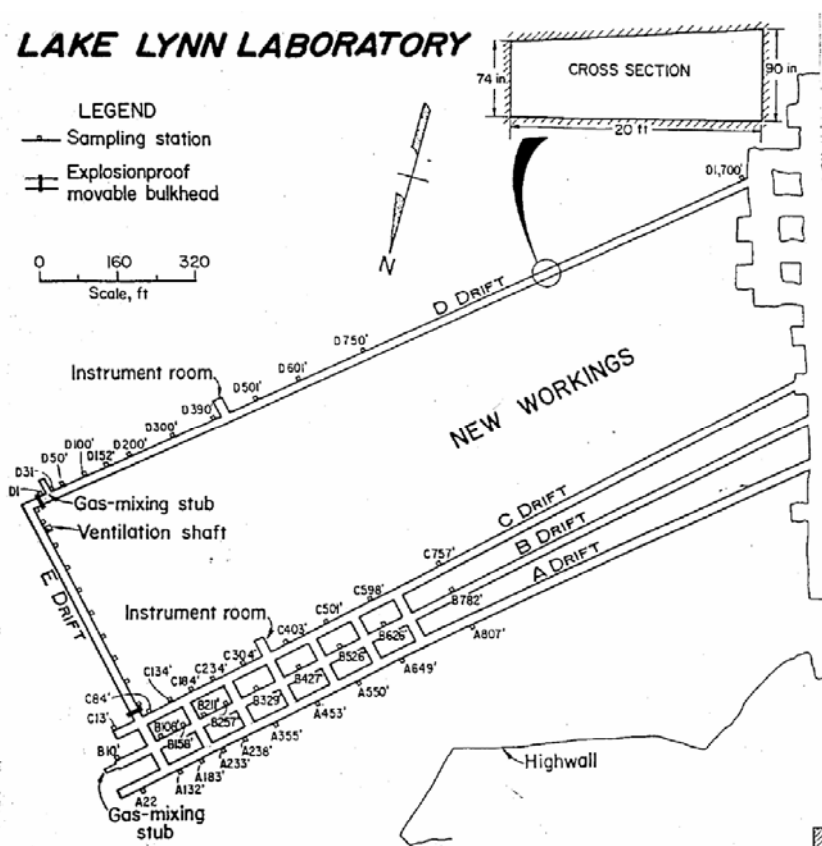 LAKE LYNN LABORATORY
74 in
CROSS SECTION
90 in
20 ft
LEGEND
Sampling station
Explosionproof
movable bulkhead
0 160 320
Scale, ft
N
D1,700'
D DRIFT
D750'
D601'
Instrument room
D501'
D390'
D300'
D200'
D152'
D100'
D50'
D31
D1
Gas-mixing stub
Ventilation shaft
NEW WORKINGS
E DRIFT
C DRIFT
B DRIFT
A DRIFT
C757'
C598'
C501'
Instrument room
C403'
C304'
C234'
C184'
C134'
C84'
C13'
B782'
B626'
B526'
B427'
B329'
B257'
B211'
B158'
B106'
B10'
A807'
A649'
A550'
A453'
A355'
A238'
A233'
A183'
A132'
A22
Gas-mixing
stub
Highwall